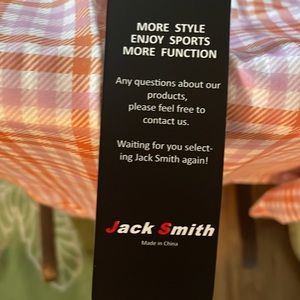 MORE STYLE
ENJOY SPORTS
MORE FUNCTION
Any questions about our
products,
please feel free to
contact us.
Waiting for you select-
ing Jack Smith again!
Jack Smith
Made in China